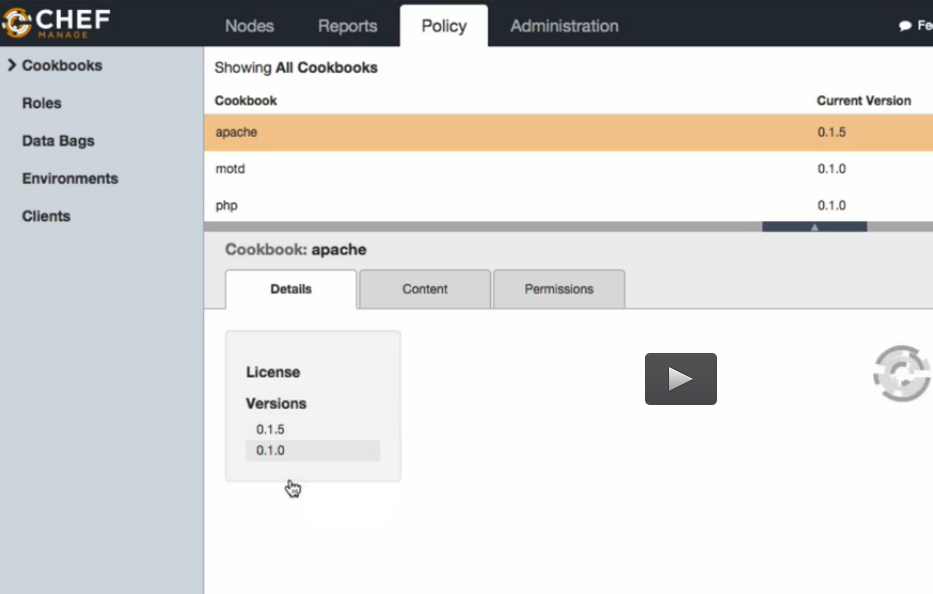 CHEF
MANAGE
Nodes Reports Policy Administration
Cookbooks
Roles
Data Bags
Environments
Clients
Showing All Cookbooks
Cookbook Current Version
apache 0.1.5
motd 0.1.0
php 0.1.0
Cookbook: apache
Details Content Permissions
License
Versions
0.1.5
0.1.0